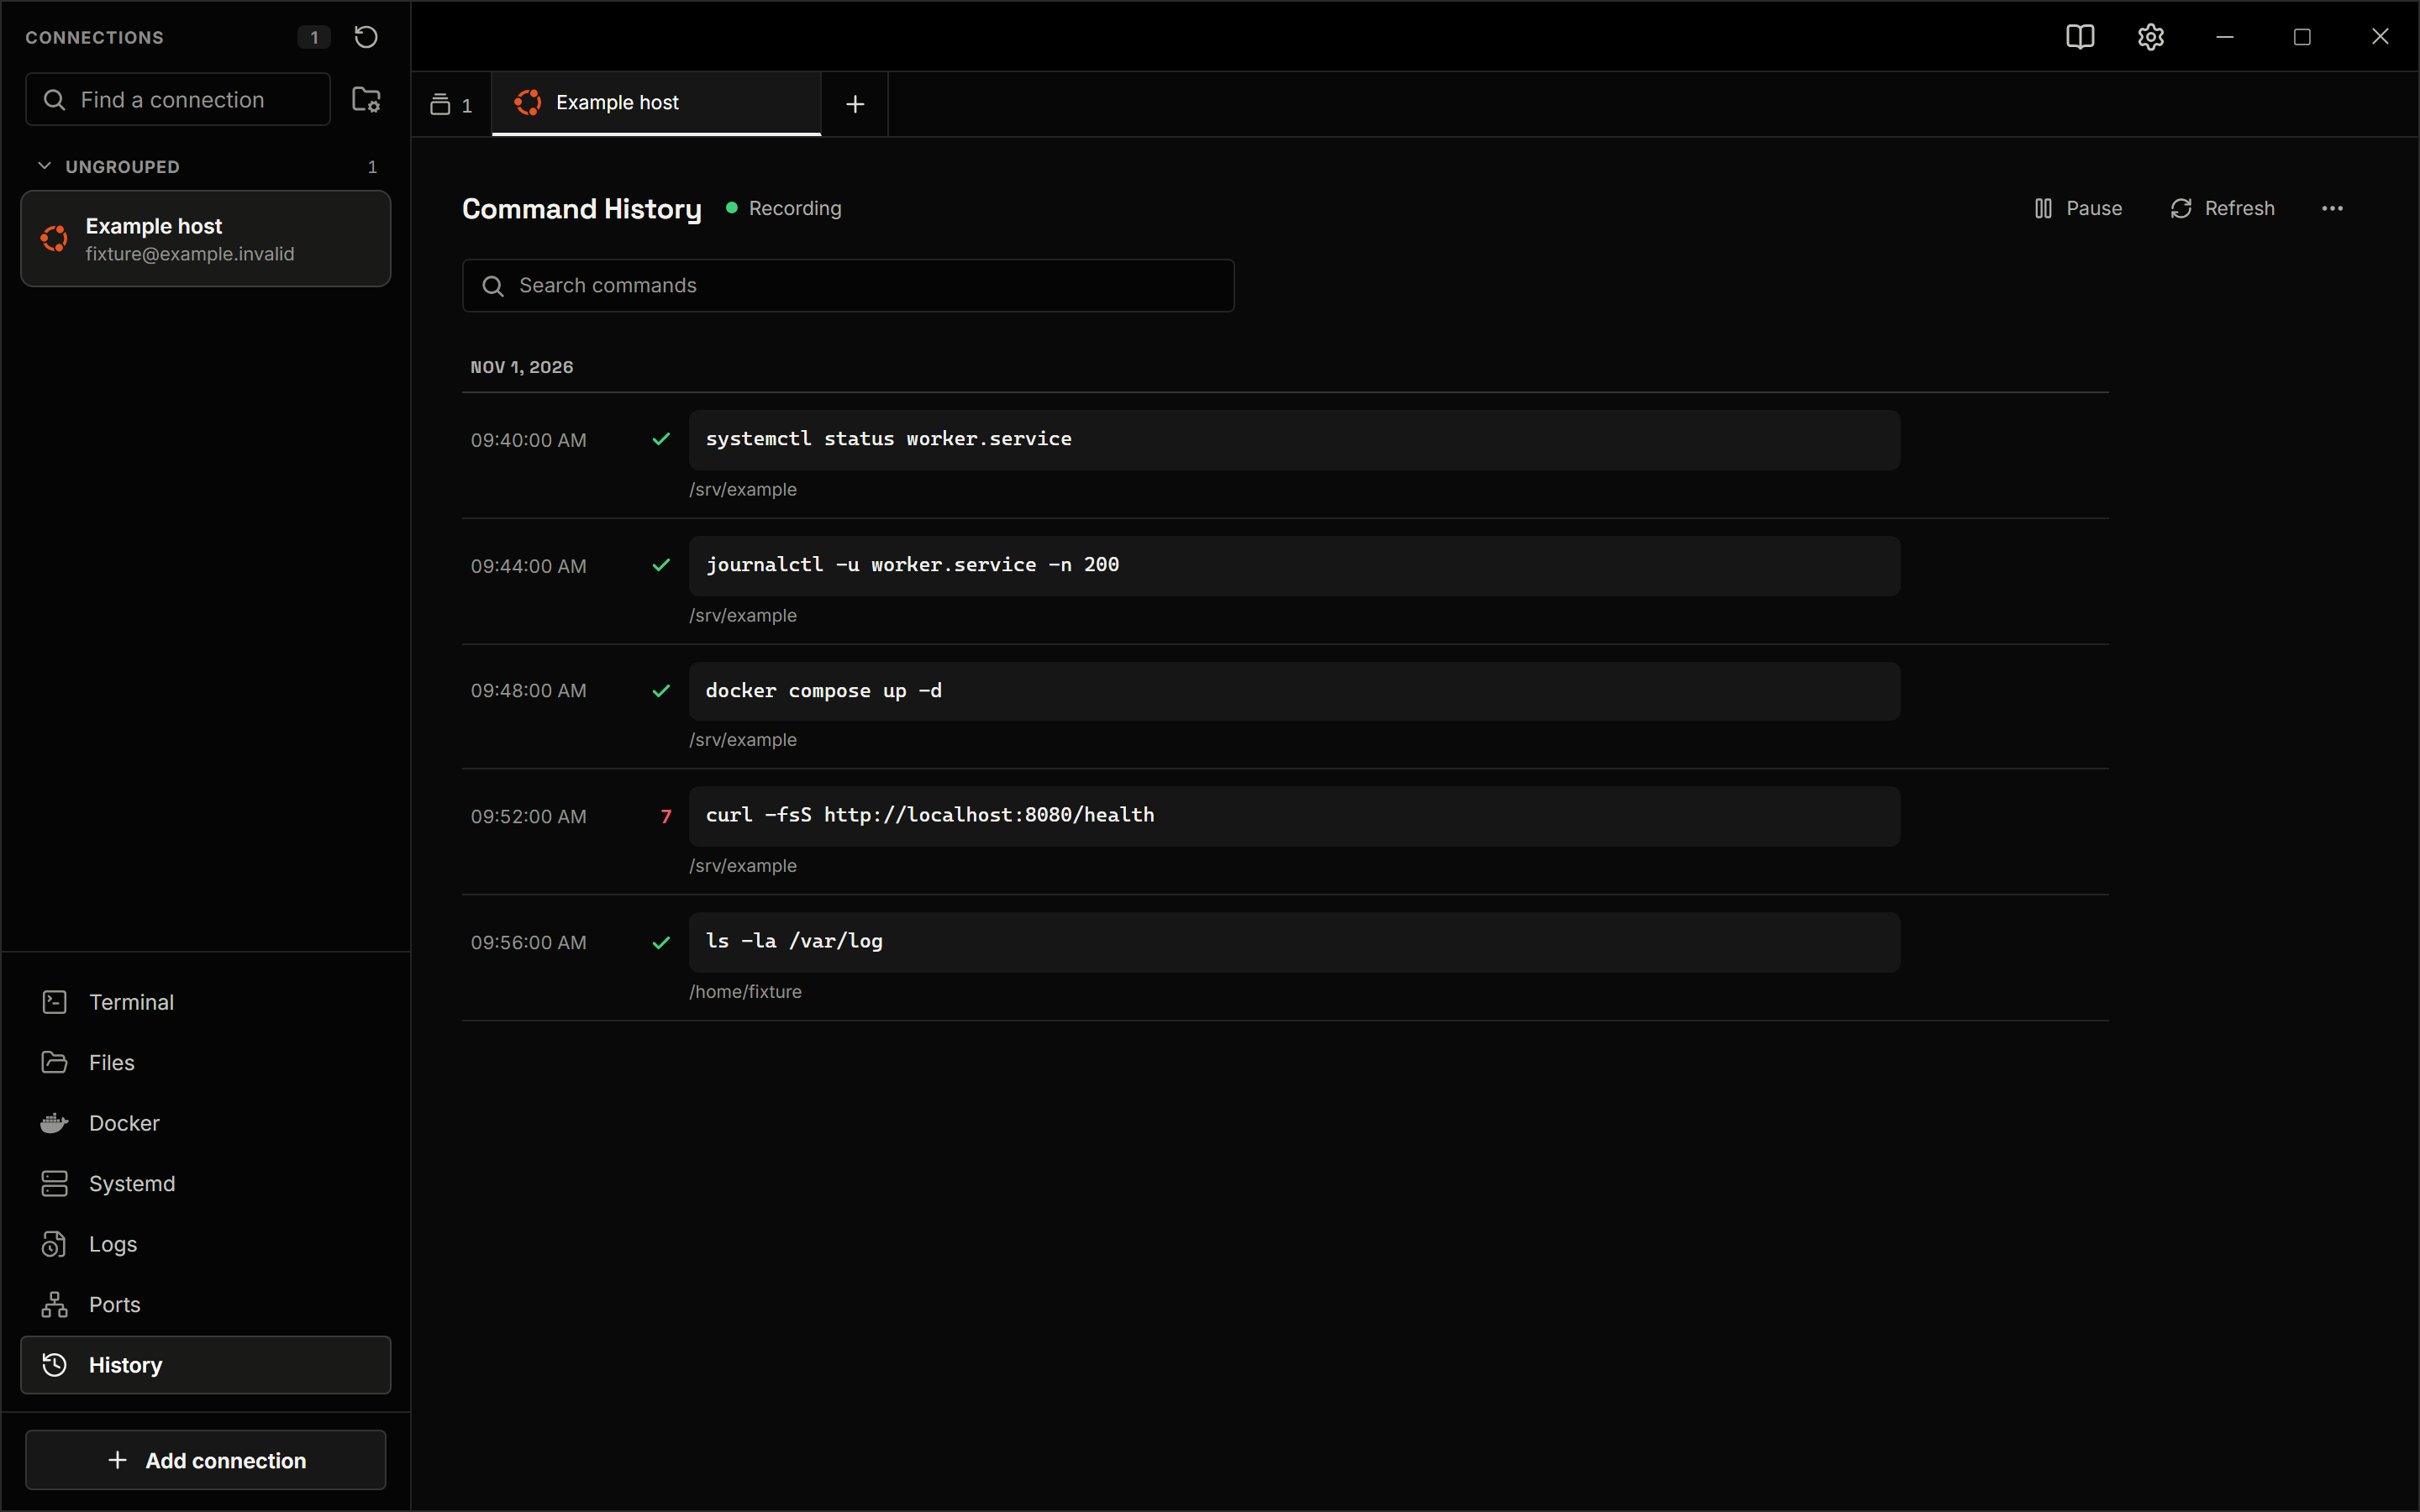 CONNECTIONS 1
Find a connection
UNGROUPED 1
Example host
fixture@example.invalid
Terminal
Files
Docker
Systemd
Logs
Ports
History
Add connection
1 Example host
Command History Recording Pause Refresh
Search commands
NOV 1, 2026
09:40:00 AM systemctl status worker.service
/srv/example
09:44:00 AM journalctl -u worker.service -n 200
/srv/example
09:48:00 AM docker compose up -d
/srv/example
09:52:00 AM 7 curl -fsS http://localhost:8080/health
/srv/example
09:56:00 AM ls -la /var/log
/home/fixture